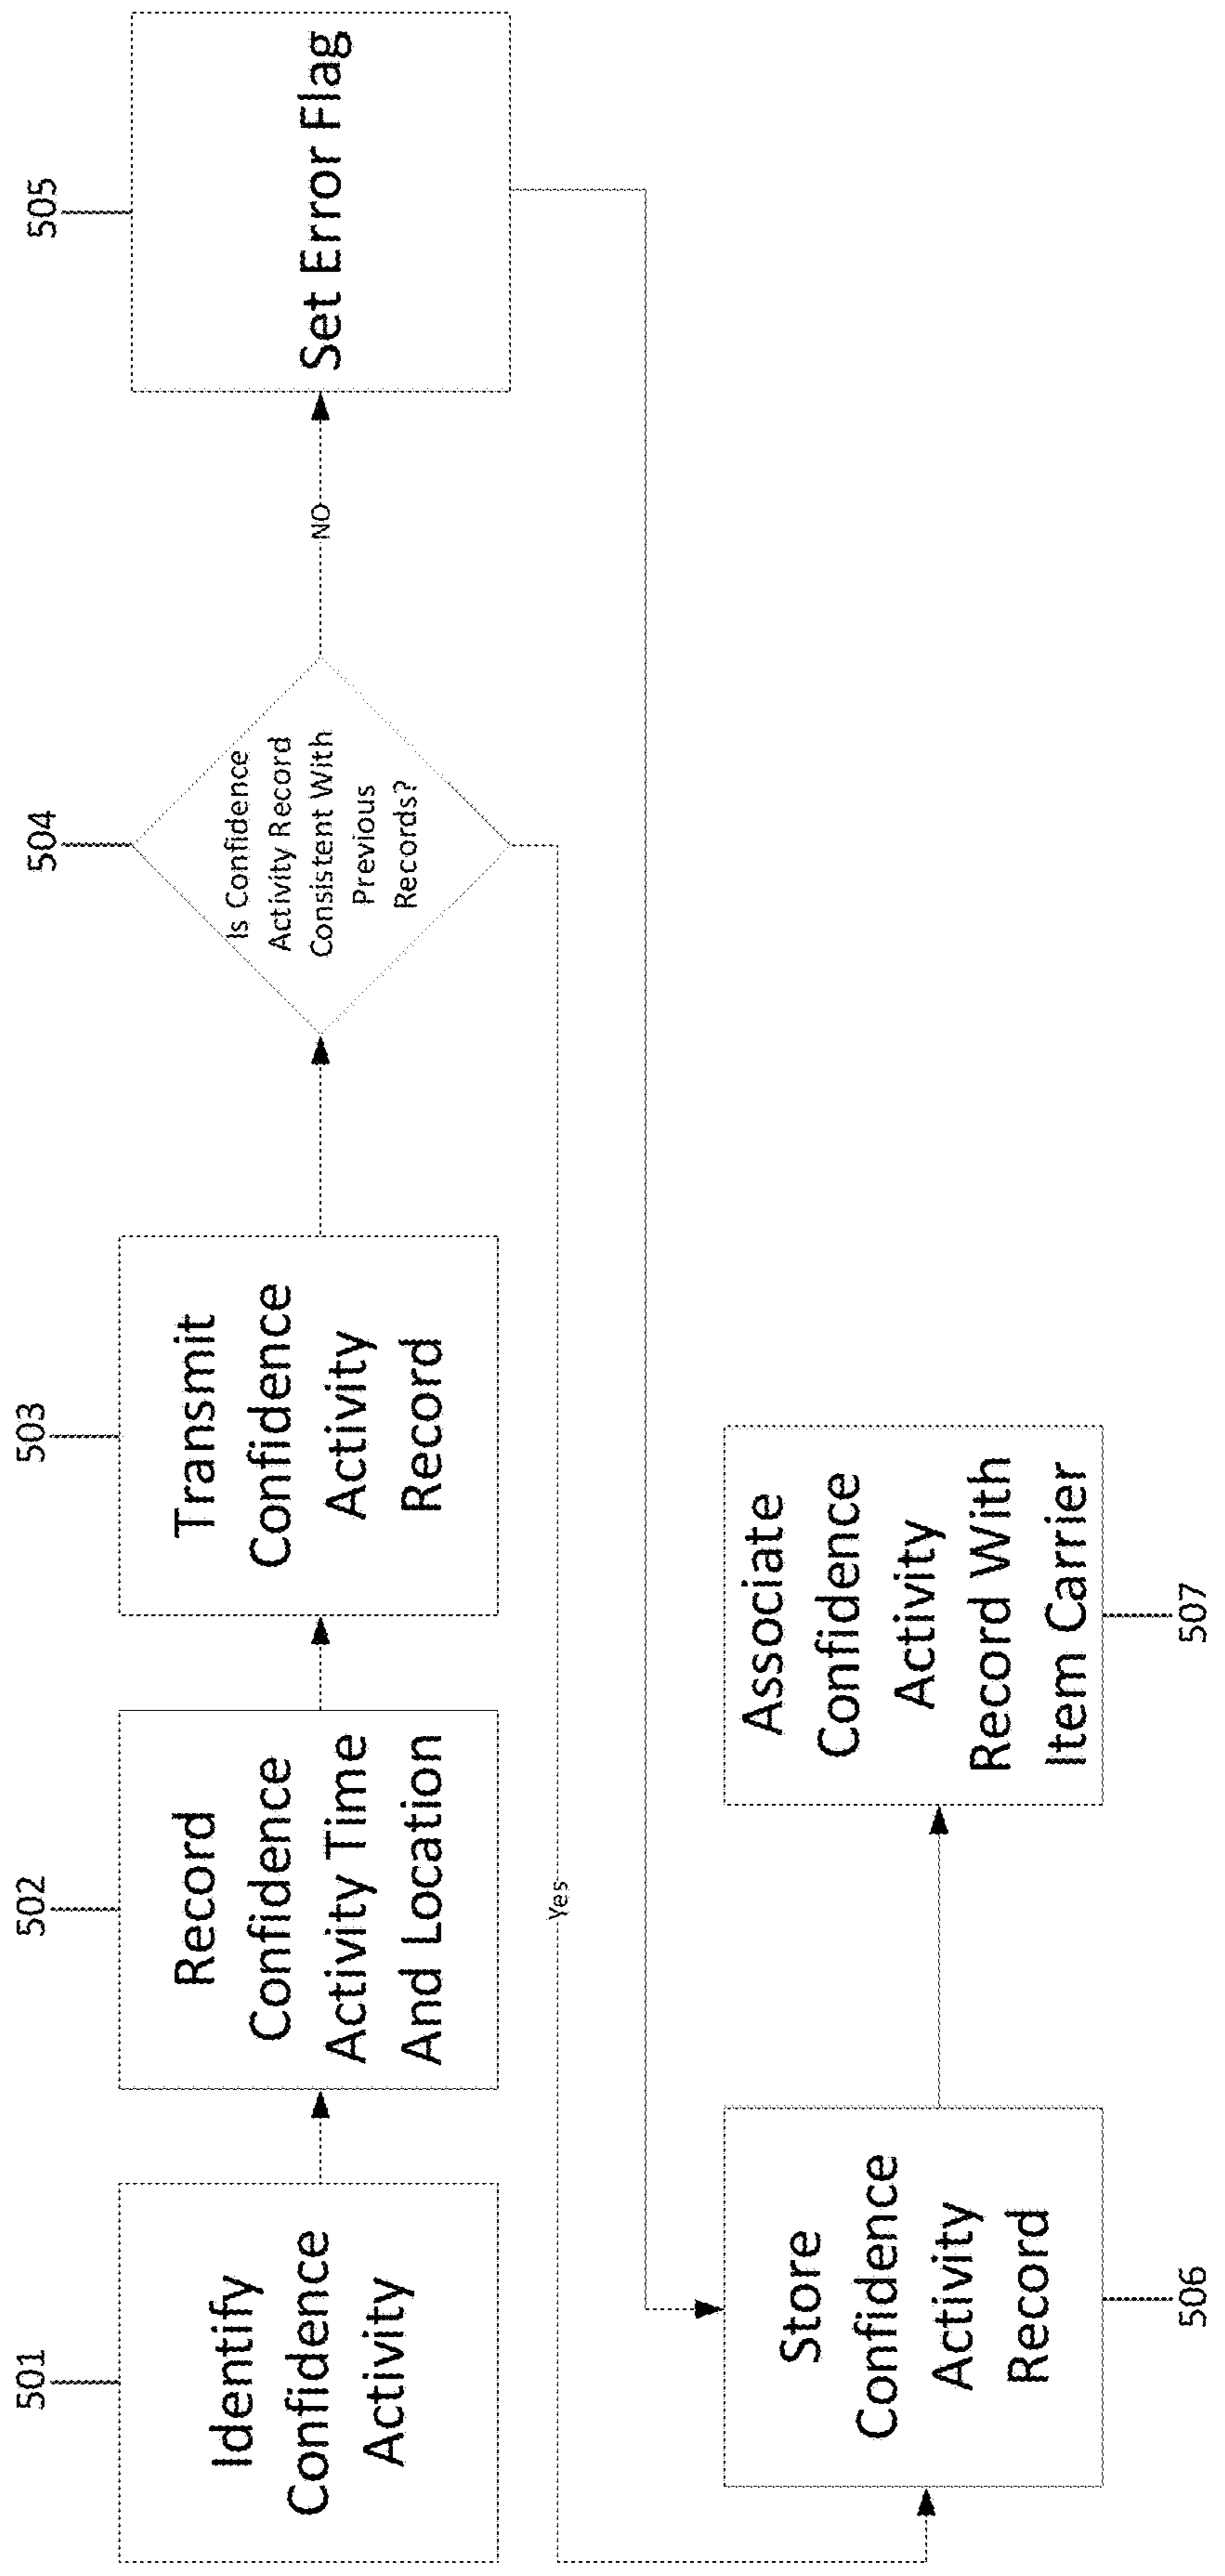 501
Identify
Confidence
Activity
502
Record
Confidence
Activity Time
And Location
503
Transmit
Confidence
Activity
Record
504
Is Confidence
Activity Record
Consistent With
Previous
Records?
NO
505
Set Error Flag
Yes
Store
Confidence
Activity
Record
506
Associate
Confidence
Activity
Record With
Item Carrier
507